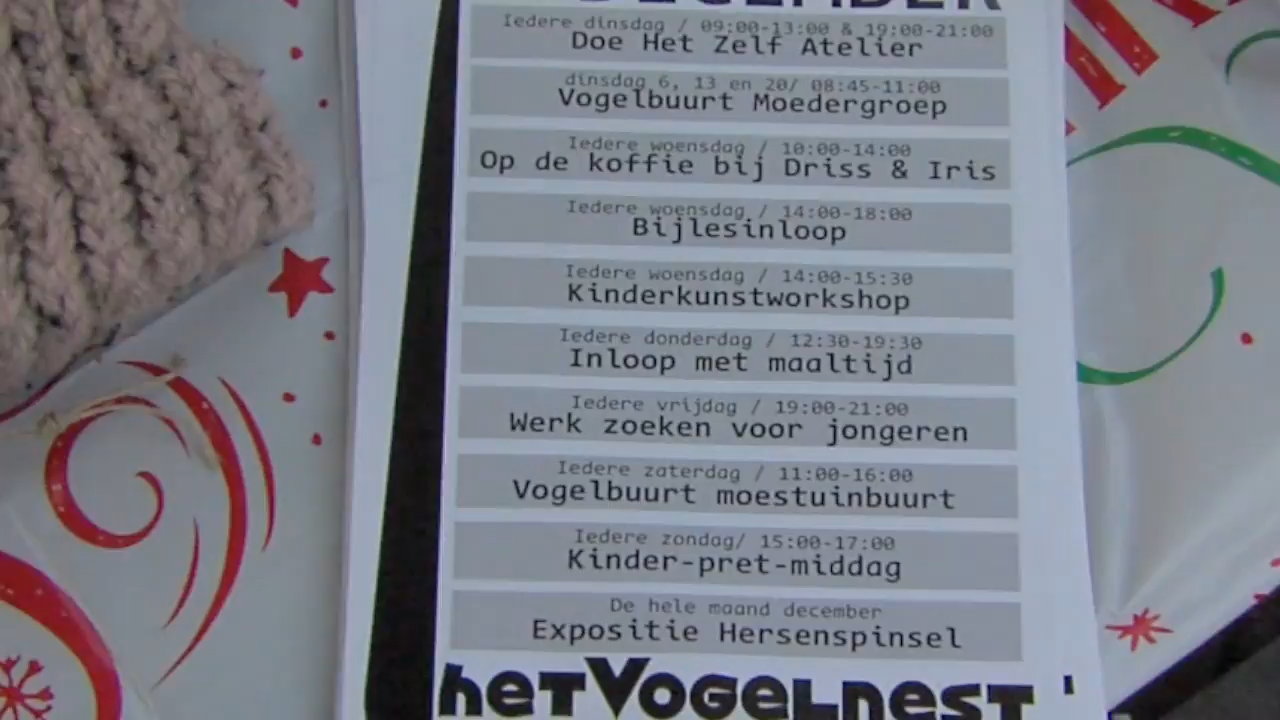 DECEMBER
Iedere dinsdag / 09:00-13:00 & 19:00-21:00
Doe Het Zelf Atelier
dinsdag 6, 13 en 20/ 08:45-11:00
Vogelbuurt Moedergroep
Iedere woensdag / 10:00-14:00
Op de koffie bij Driss & Iris
Iedere woensdag / 14:00-18:00
Bijlesinloop
Iedere woensdag / 14:00-15:30
Kinderkunstworkshop
Iedere donderdag / 12:30-19:30
Inloop met maaltijd
Iedere vrijdag / 19:00-21:00
Werk zoeken voor jongeren
Iedere zaterdag / 11:00-16:00
Vogelbuurt moestuinbuurt
Iedere zondag/ 15:00-17:00
Kinder-pret-middag
De hele maand december
Expositie Hersenspinsel
heT VOGeLnesT